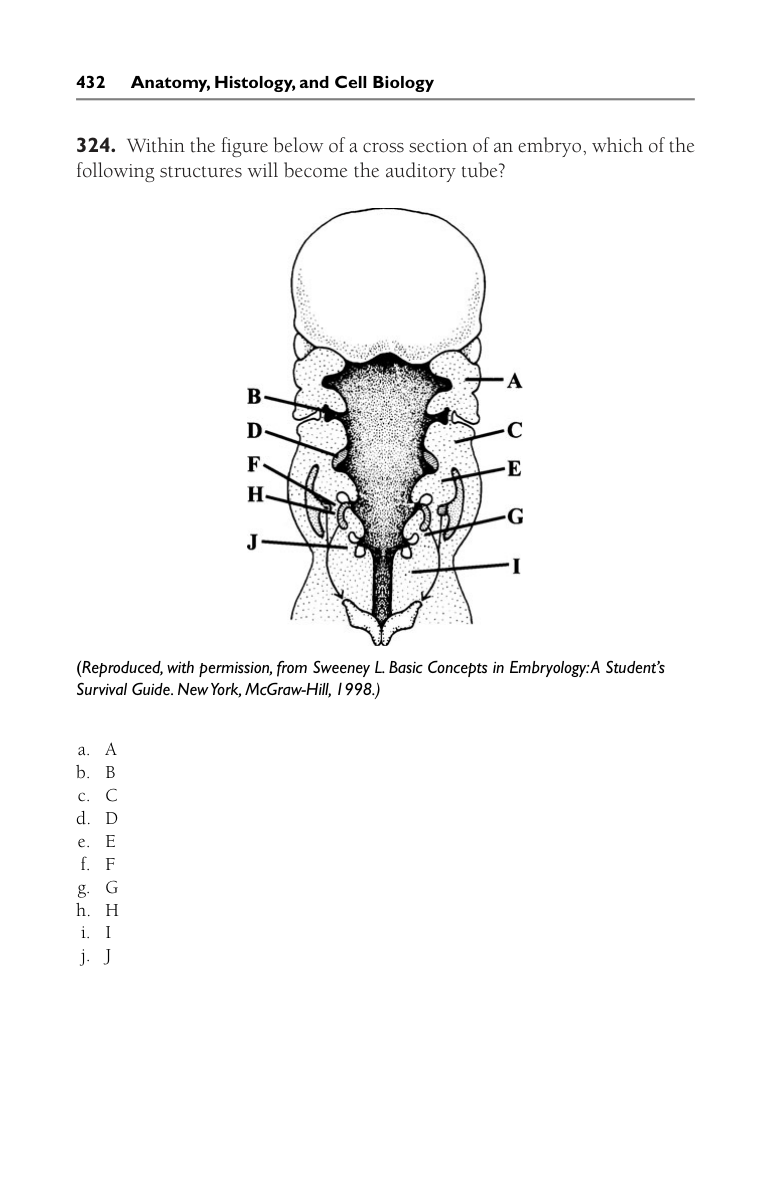 432 Anatomy, Histology, and Cell Biology
324. Within the figure below of a cross section of an embryo, which of the
following structures will become the auditory tube?
A
B
D
C
F
E
H
G
J
I
(Reproduced, with permission, from Sweeney L. Basic Concepts in Embryology: A Student’s
Survival Guide. New York, McGraw-Hill, 1998.)
a. A
b. B
c. C
d. D
e. E
f. F
g. G
h. H
i. I
j. J